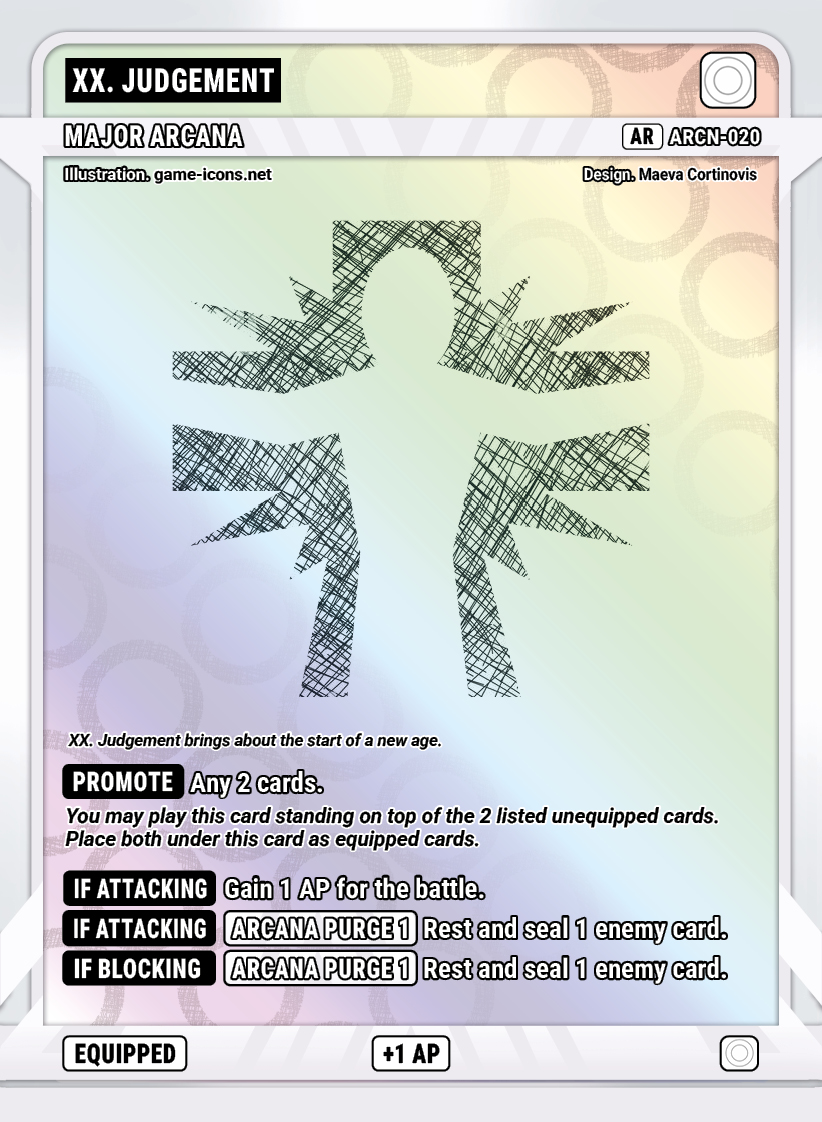 XX. JUDGEMENT
MAJOR ARCANA
AR ARCN-020
Illustration. game-icons.net
Design. Maeva Cortinovis
XX. Judgement brings about the start of a new age.
PROMOTE Any 2 cards.
You may play this card standing on top of the 2 listed unequipped cards.
Place both under this card as equipped cards.
IF ATTACKING Gain 1 AP for the battle.
IF ATTACKING ARCANA PURGE 1 Rest and seal 1 enemy card.
IF BLOCKING ARCANA PURGE 1 Rest and seal 1 enemy card.
EQUIPPED +1 AP